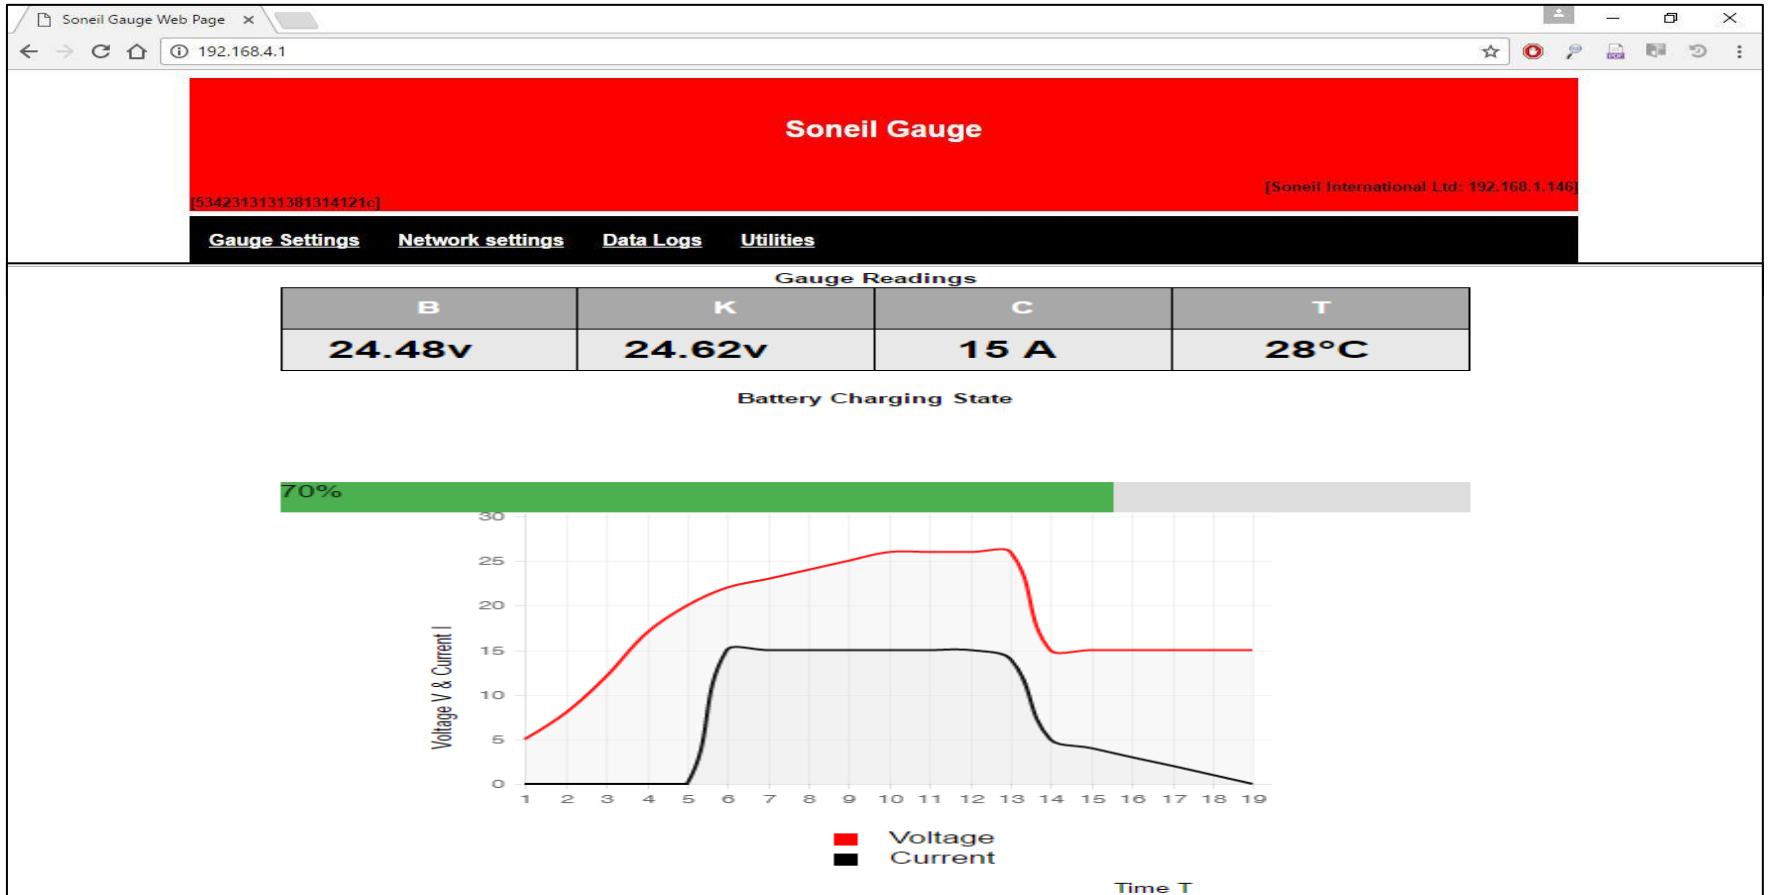 Soneil Gauge Web Page
192.168.4.1
Soneil Gauge
[Soneil International Ltd: 192.168.1.146]
[5342313131381314121c]
Gauge Settings Network settings Data Logs Utilities
Gauge Readings
B K C T
24.48v 24.62v 15 A 28°C
Battery Charging State
70%
30
25
20
15
10
5
0
Voltage V & Current I
1 2 3 4 5 6 7 8 9 10 11 12 13 14 15 16 17 18 19
Voltage
Current
Time T